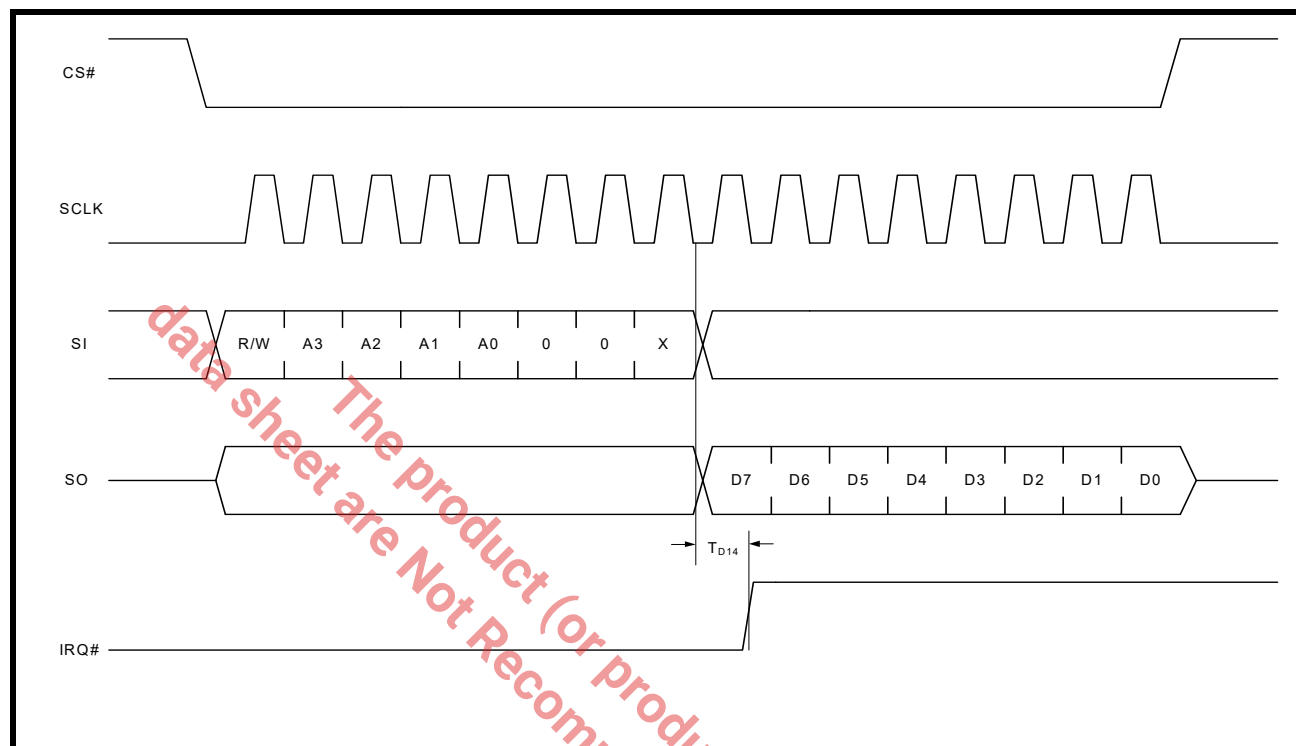 CS#
SCLK
SI
R/W A3 A2 A1 A0 0 0 X
SO
D7 D6 D5 D4 D3 D2 D1 D0
TD14
IRQ#
The product (or produ
data sheet are Not Recom